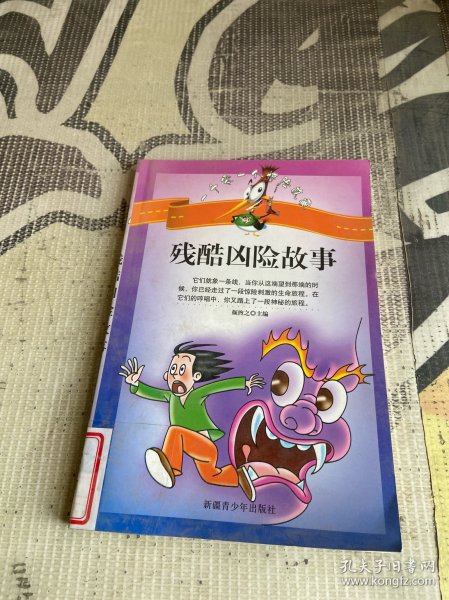 残酷凶险故事
它们就象一条线，当你从这端望到那端的时
候，你已经走过了一段惊险刺激的生命旅程，在
它们的哼唱中，你又踏上了一段神秘的旅程。
主编
新疆青少年出版社
孔夫子旧书网
www.kongfz.com